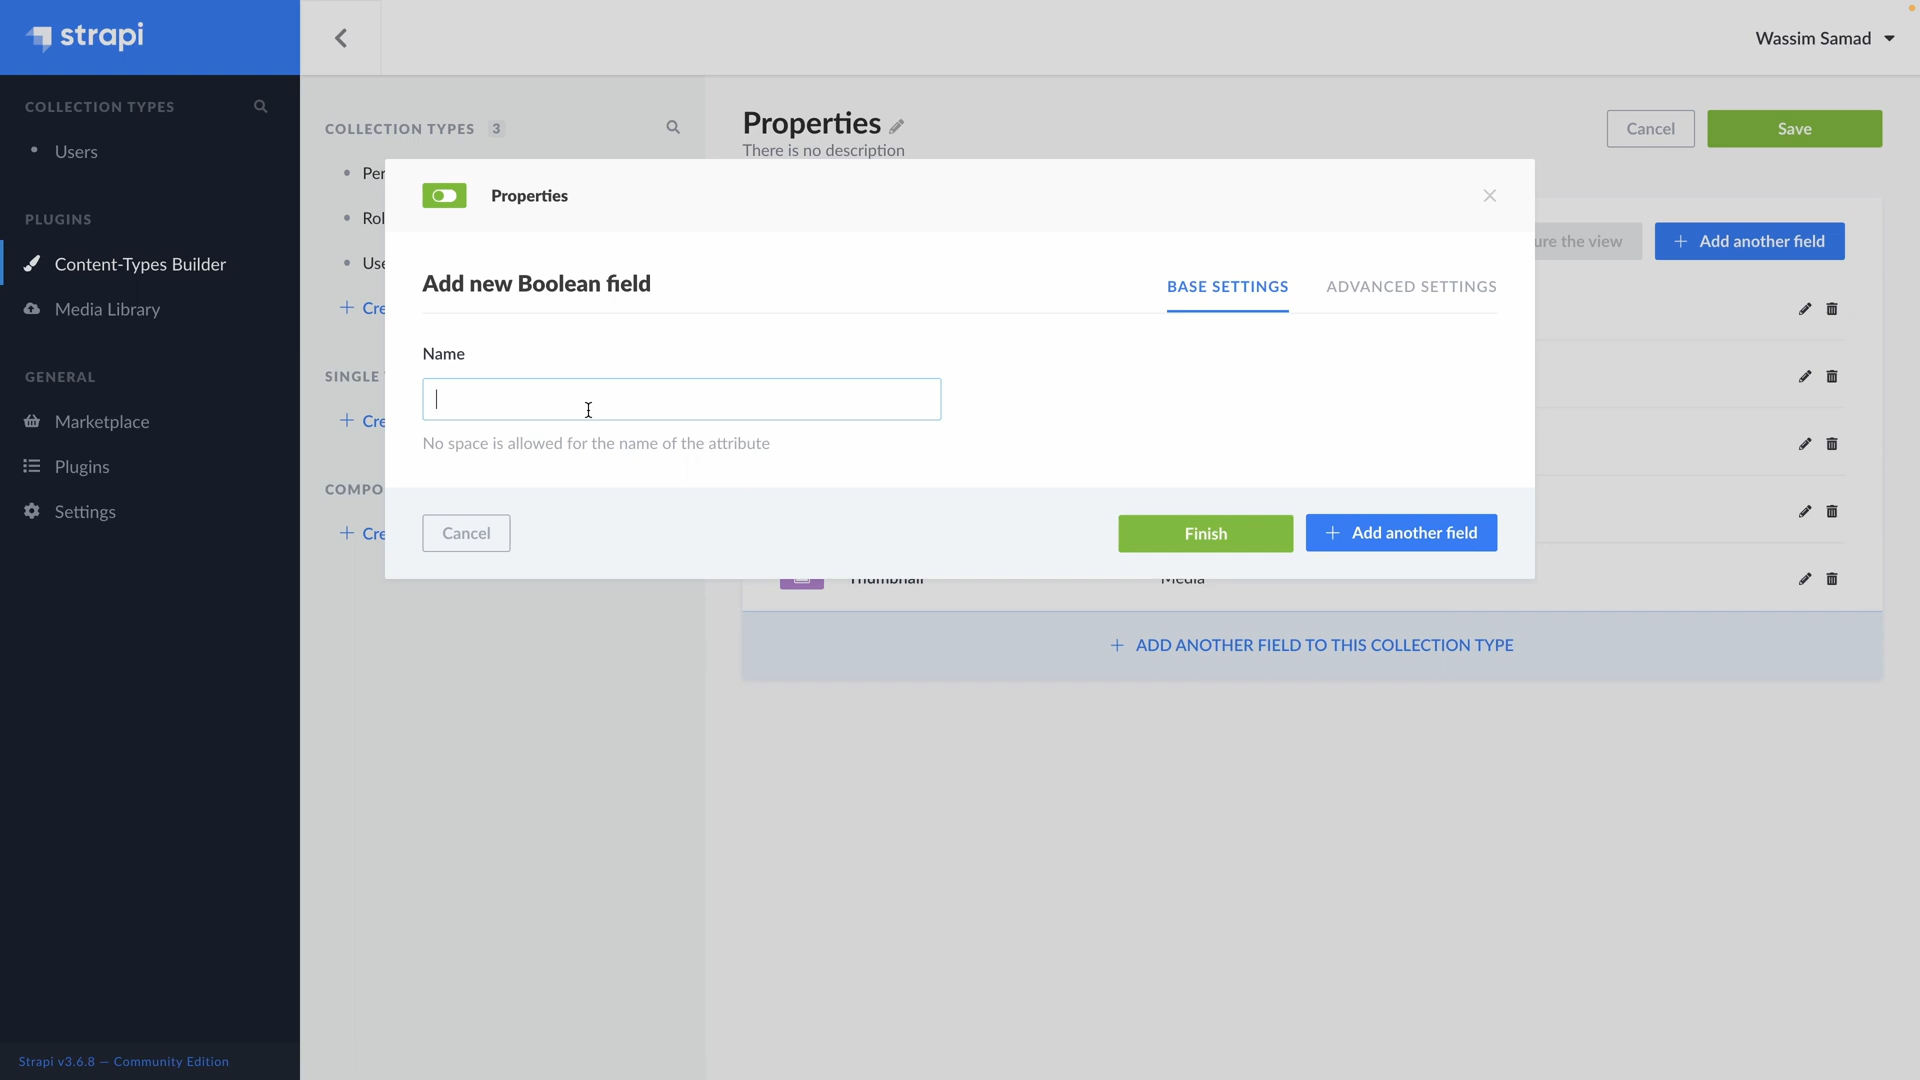 strapi
Wassim Samad
COLLECTION TYPES
Users
PLUGINS
Content-Types Builder
Media Library
GENERAL
Marketplace
Plugins
Settings
Strapi v3.6.8 — Community Edition
COLLECTION TYPES 3
Per
Rol
Use
+ Cre
SINGLE
+ Cre
COMPO
+ Cre
Properties
There is no description
Cancel
Save
ure the view
+ Add another field
Properties
Add new Boolean field
BASE SETTINGS
ADVANCED SETTINGS
Name
No space is allowed for the name of the attribute
Cancel
Finish
+ Add another field
Thumbnail
Media
+ ADD ANOTHER FIELD TO THIS COLLECTION TYPE